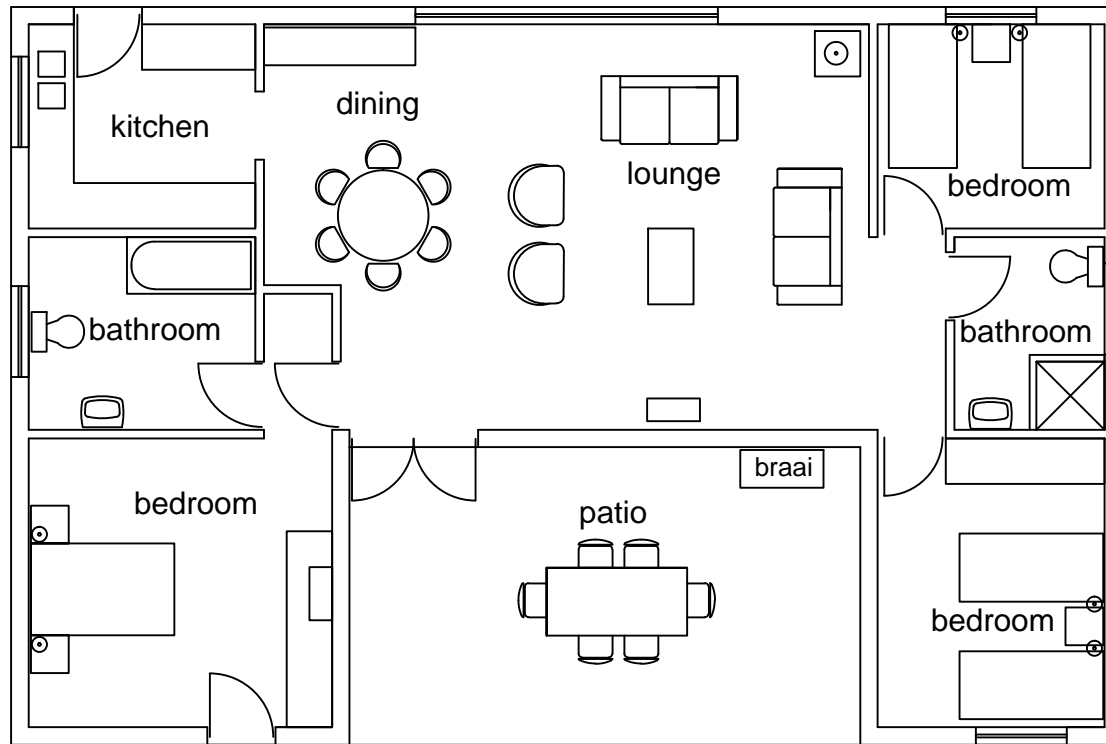 dining
kitchen
lounge
bedroom
bathroom
bathroom
braai
bedroom
patio
bedroom